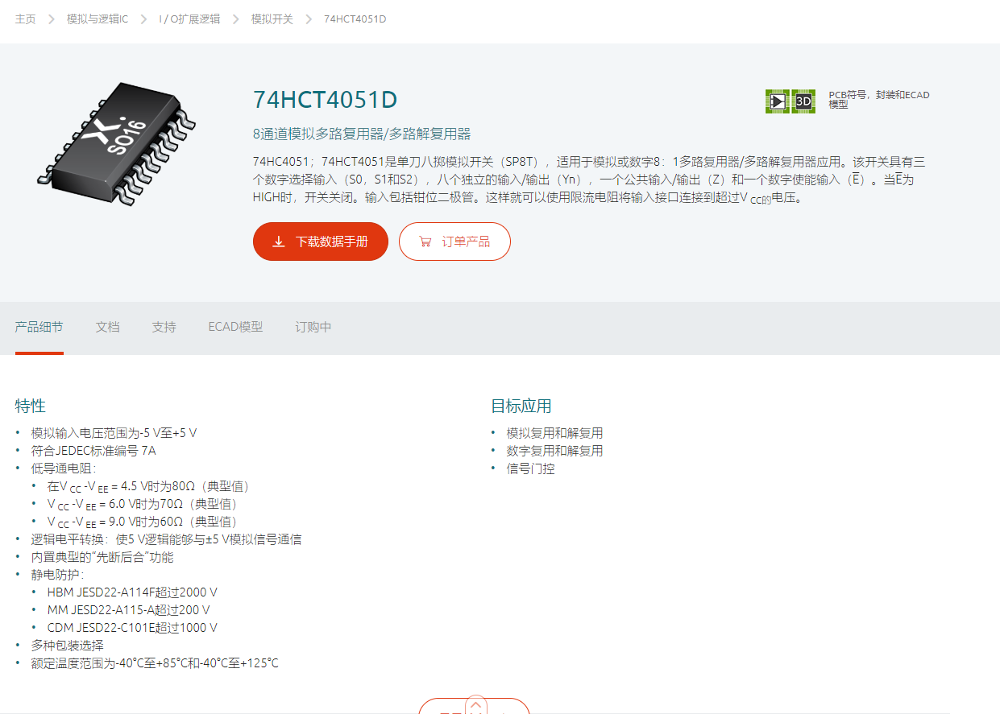 主页 模拟与逻辑IC I / O扩展逻辑 模拟开关 74HCT4051D
SO16
74HCT4051D
3D
PCB符号，封装和ECAD
模型
8通道模拟多路复用器/多路解复用器
74HC4051；74HCT4051是单刀八掷模拟开关（SP8T），适用于模拟或数字8：1多路复用器/多路解复用器应用。该开关具有三
个数字选择输入（S0，S1和S2），八个独立的输入/输出（Yn），一个公共输入/输出（Z）和一个数字使能输入（E̅）。当E̅为
HIGH时，开关关闭。输入包括钳位二极管。这样就可以使用限流电阻将输入接口连接到超过V CC的电压。
下载数据手册 订单产品
产品细节 文档 支持 ECAD模型 订购中
特性
• 模拟输入电压范围为-5 V至+5 V
• 符合JEDEC标准编号 7A
• 低导通电阻：
• 在V CC -V EE = 4.5 V时为80Ω（典型值）
• V CC -V EE = 6.0 V时为70Ω（典型值）
• V CC -V EE = 9.0 V时为60Ω（典型值）
• 逻辑电平转换：使5 V逻辑能够与±5 V模拟信号通信
• 内置典型的“先断后合”功能
• 静电防护：
• HBM JESD22-A114F超过2000 V
• MM JESD22-A115-A超过200 V
• CDM JESD22-C101E超过1000 V
• 多种包装选择
• 额定温度范围为-40°C至+85°C和-40°C至+125°C
目标应用
• 模拟复用和解复用
• 数字复用和解复用
• 信号门控